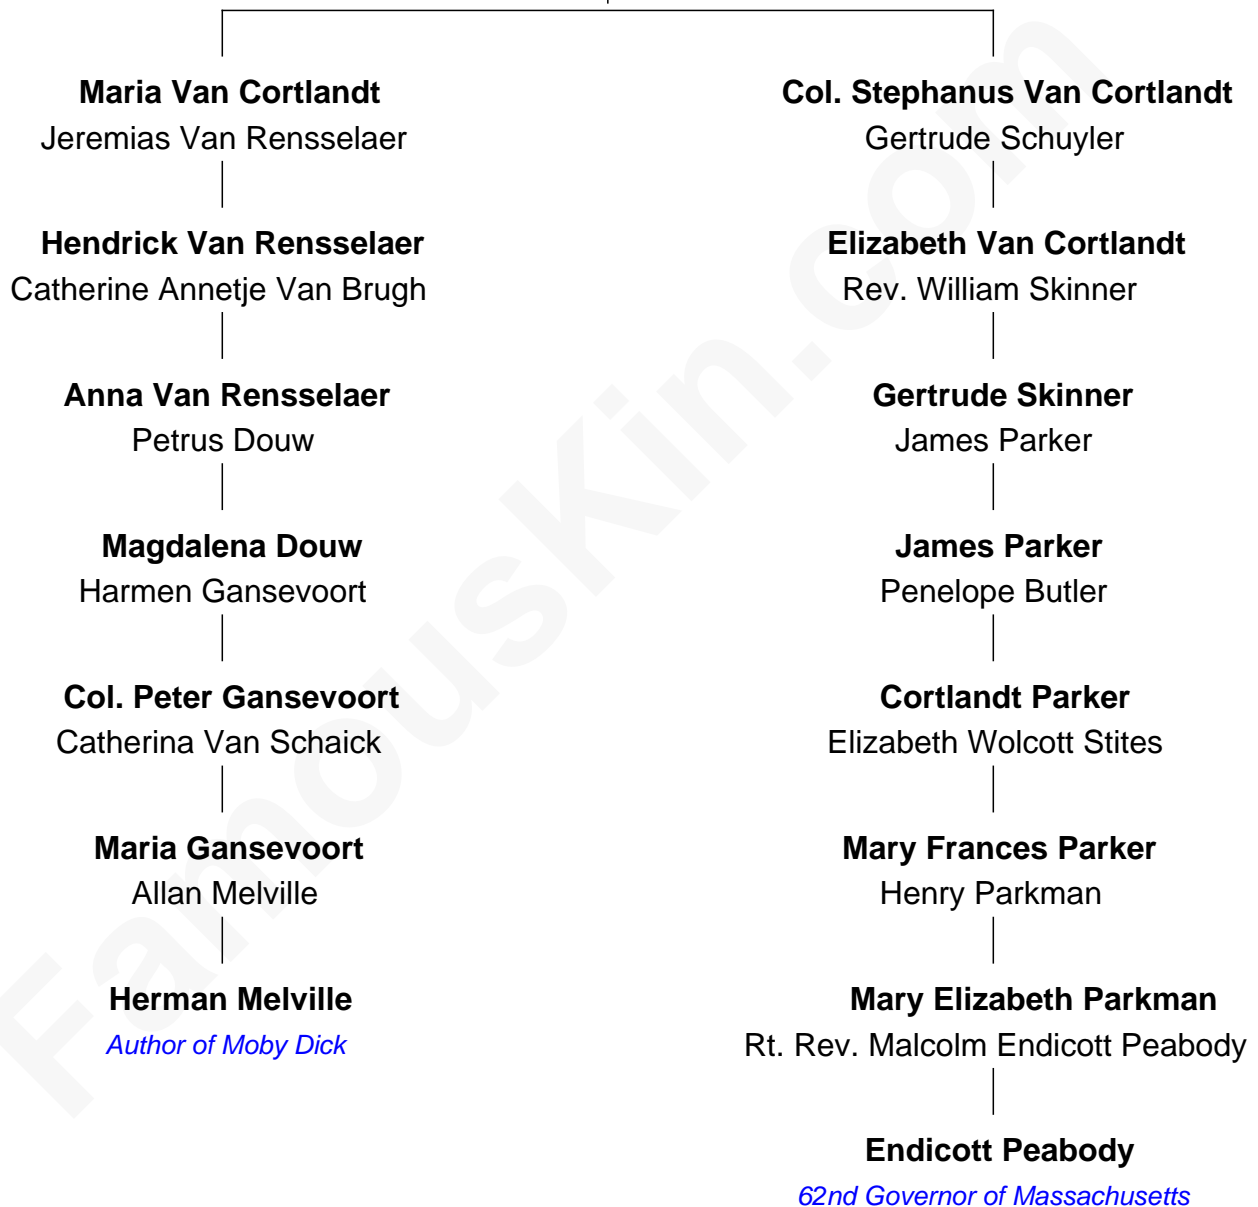 Maria Van Cortlandt
Jeremias Van Rensselaer
Hendrick Van Rensselaer
Catherine Annetje Van Brugh
Anna Van Rensselaer
Petrus Douw
Magdalena Douw
Harmen Gansevoort
Col. Peter Gansevoort
Catherina Van Schaick
Maria Gansevoort
Allan Melville
Herman Melville
Author of Moby Dick
Col. Stephanus Van Cortlandt
Gertrude Schuyler
Elizabeth Van Cortlandt
Rev. William Skinner
Gertrude Skinner
James Parker
James Parker
Penelope Butler
Cortlandt Parker
Elizabeth Wolcott Stites
Mary Frances Parker
Henry Parkman
Mary Elizabeth Parkman
Rt. Rev. Malcolm Endicott Peabody
Endicott Peabody
62nd Governor of Massachusetts
FamousKin.com